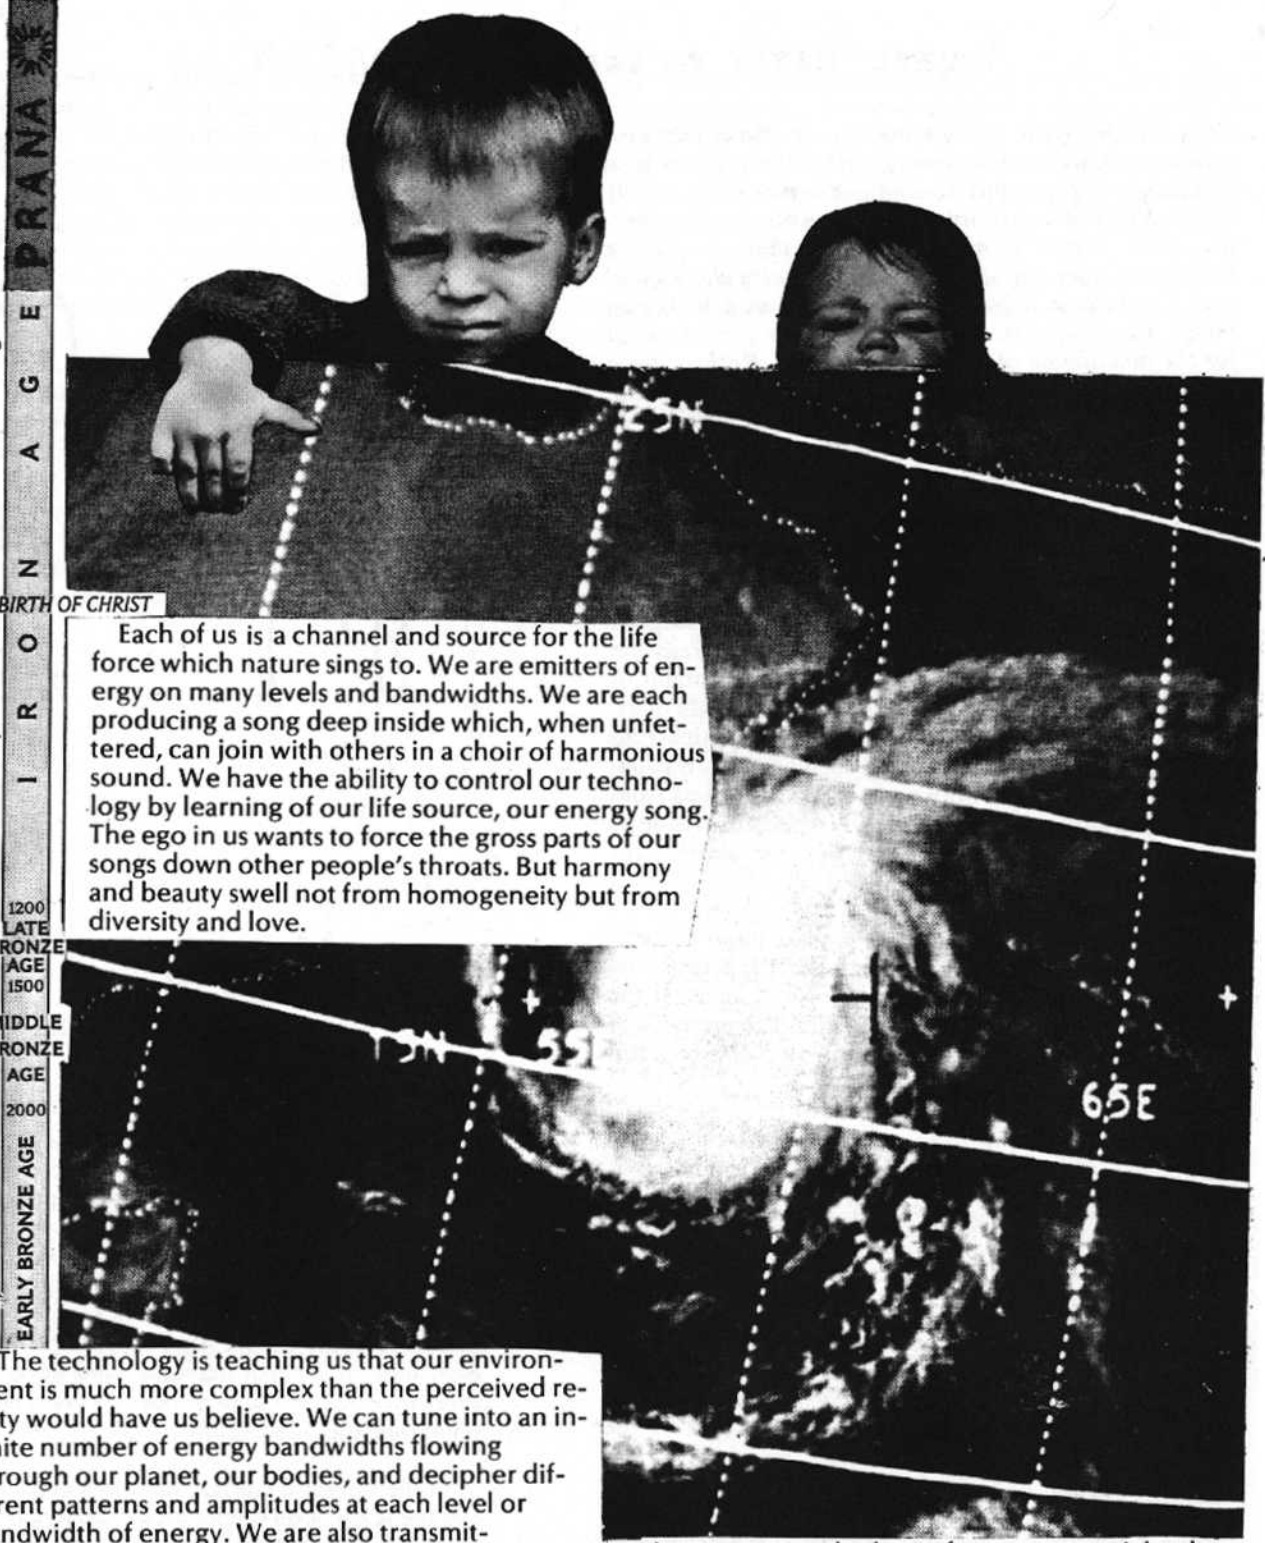 PRANA
IRON AGE
BIRTH OF CHRIST
1200
LATE
RONZE
AGE
1500
IDDLE
RONZE
AGE
2000
EARLY BRONZE AGE
25N
Each of us is a channel and source for the life
force which nature sings to. We are emitters of en-
ergy on many levels and bandwidths. We are each
producing a song deep inside which, when unfet-
tered, can join with others in a choir of harmonious
sound. We have the ability to control our techno-
logy by learning of our life source, our energy song.
The ego in us wants to force the gross parts of our
songs down other people's throats. But harmony
and beauty swell not from homogeneity but from
diversity and love.
15N
55E
65E
The technology is teaching us that our environ-
ent is much more complex than the perceived re-
ty would have us believe. We can tune into an in-
ite number of energy bandwidths flowing
rough our planet, our bodies, and decipher dif-
rent patterns and amplitudes at each level or
ndwidth of energy. We are also transmit-